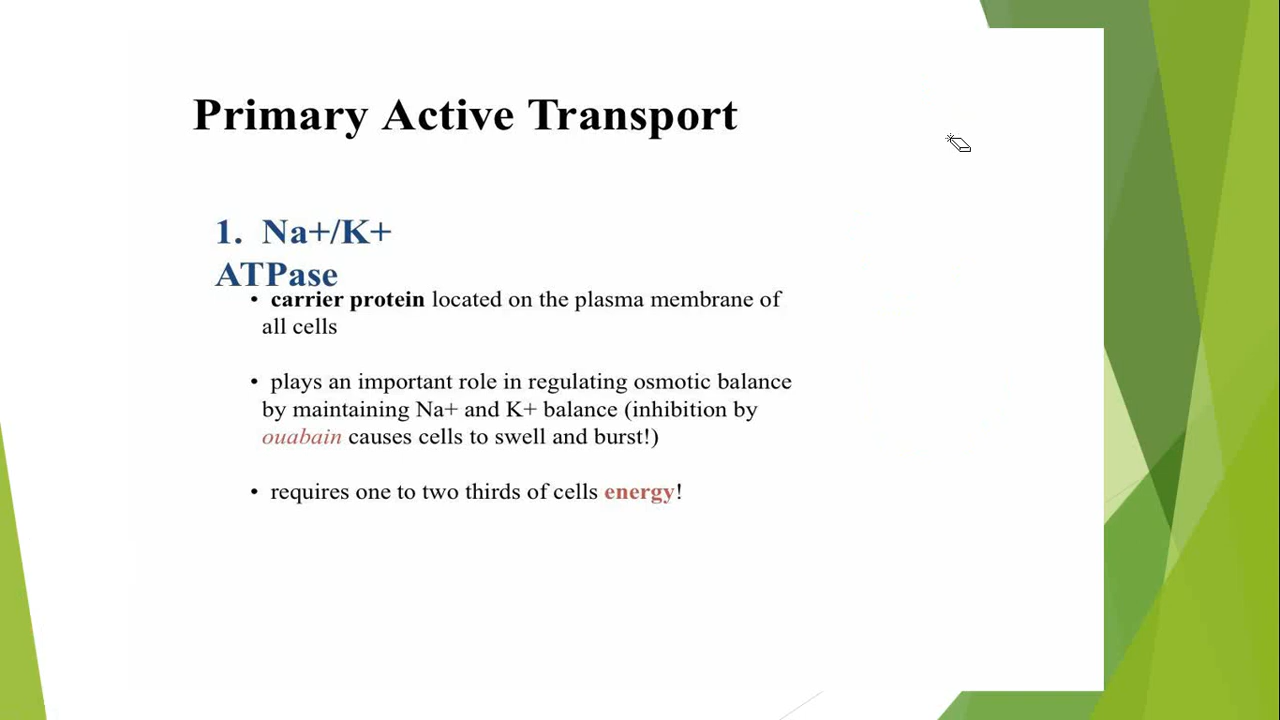 Primary Active Transport
1. Na+/K+
ATPase
• carrier protein located on the plasma membrane of
all cells
• plays an important role in regulating osmotic balance
by maintaining Na+ and K+ balance (inhibition by
ouabain causes cells to swell and burst!)
• requires one to two thirds of cells energy!